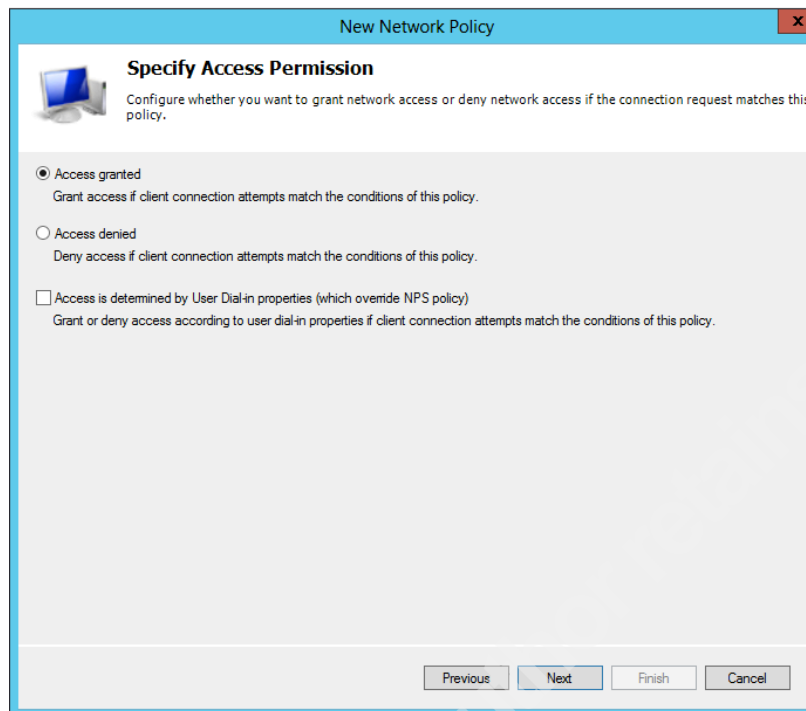 New Network Policy
x
Specify Access Permission
Configure whether you want to grant network access or deny network access if the connection request matches this
policy.
Access granted
Grant access if client connection attempts match the conditions of this policy.
Access denied
Deny access if client connection attempts match the conditions of this policy.
Access is determined by User Dial-in properties (which override NPS policy)
Grant or deny access according to user dial-in properties if client connection attempts match the conditions of this policy.
Previous
Next
Finish
Cancel